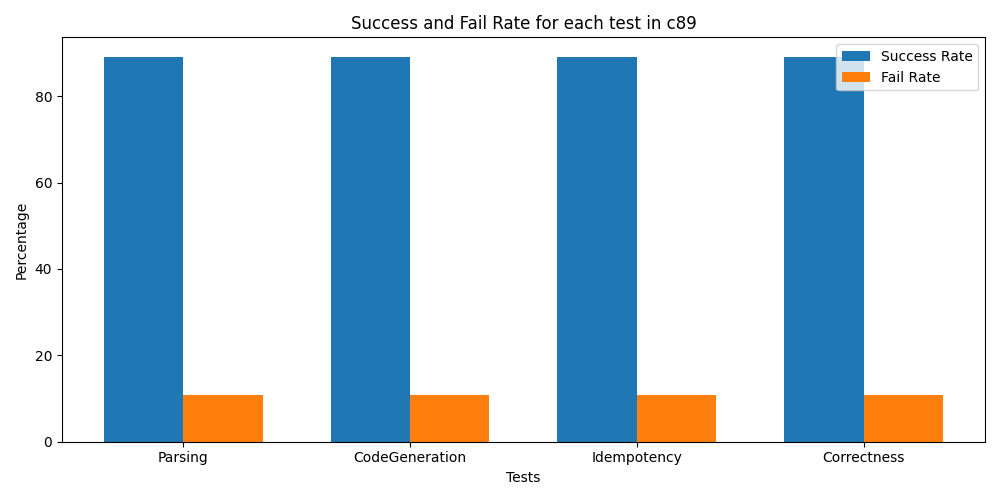 Success and Fail Rate for each test in c89
Success Rate
Fail Rate
Percentage
80
60
40
20
0
Parsing
CodeGeneration
Idempotency
Correctness
Tests